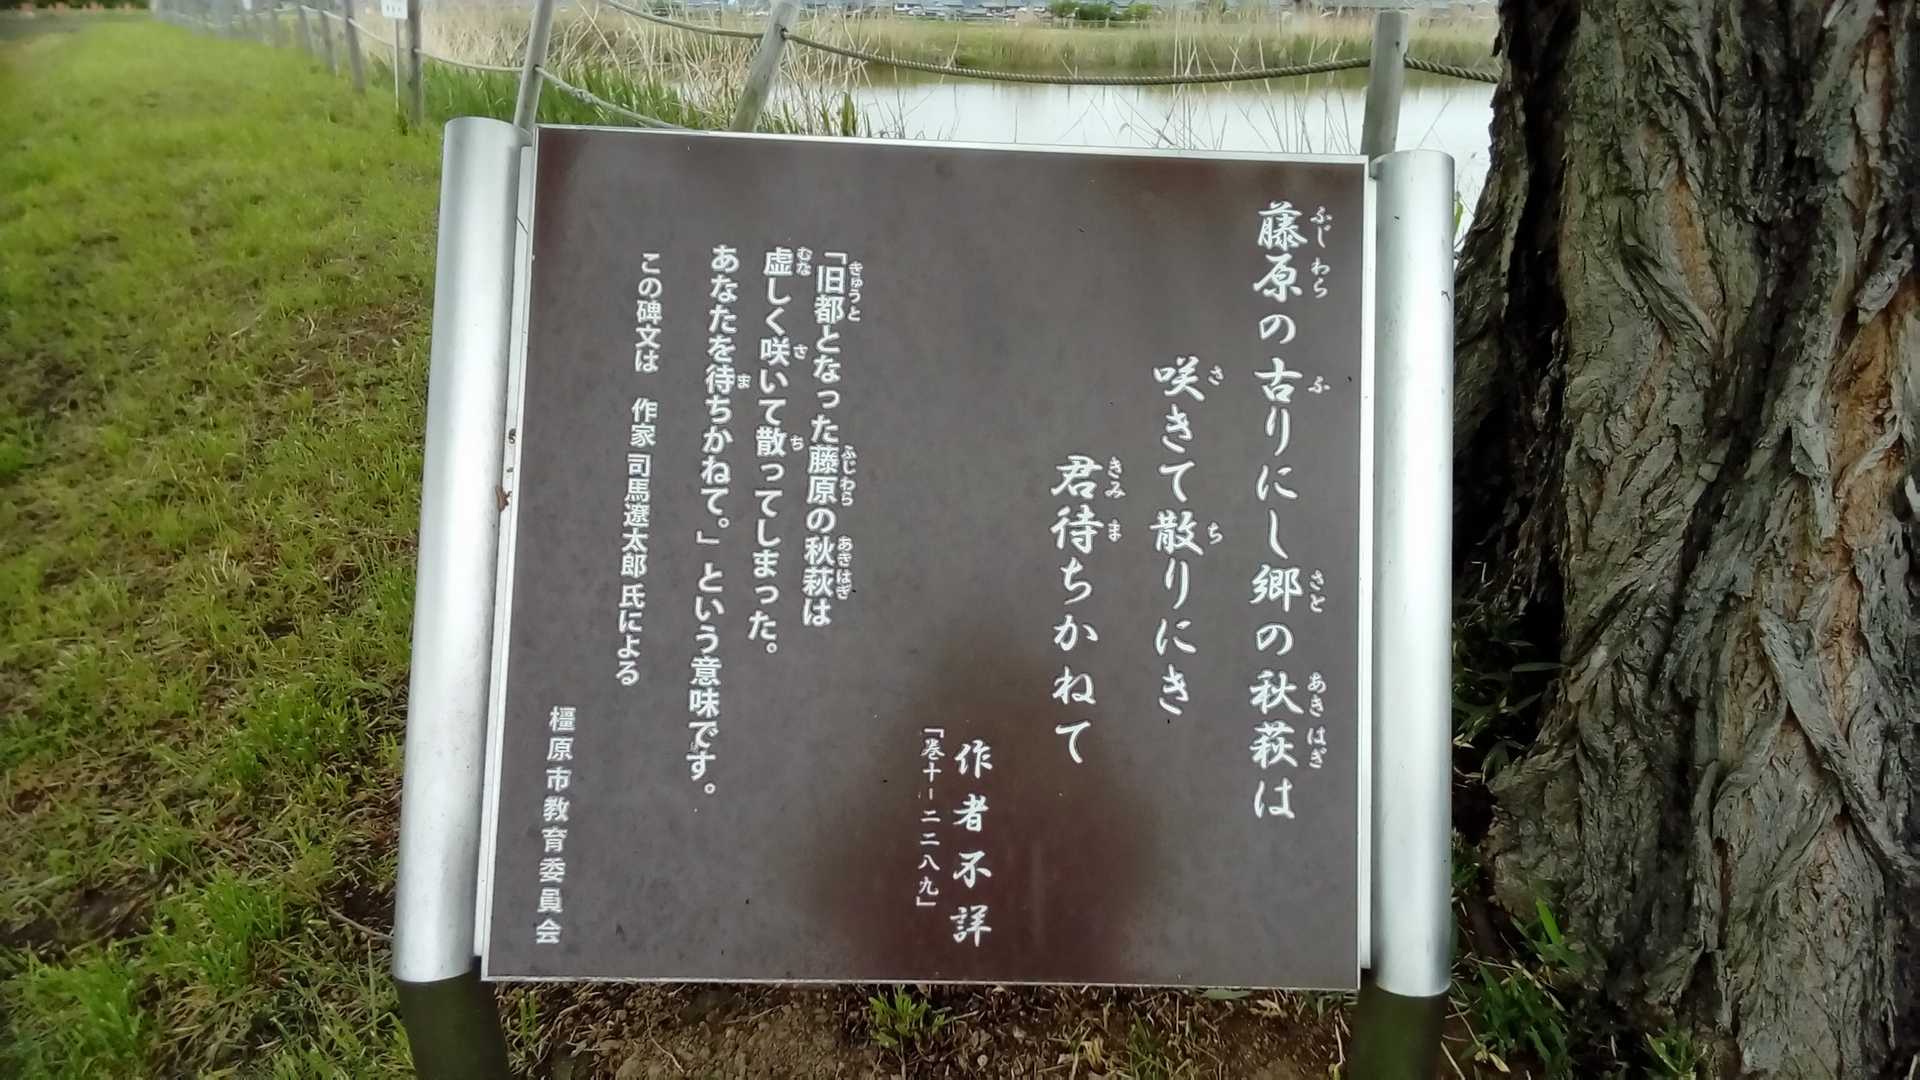 藤原の古りにし郷の秋萩は
咲きて散りにき
君待ちかねて
作者不詳
「巻十－二二八九」
「旧都となった藤原の秋萩は
虚しく咲いて散ってしまった。
あなたを待ちかねて。」という意味です。
この碑文は 作家 司馬遼太郎 氏による
橿原市教育委員会